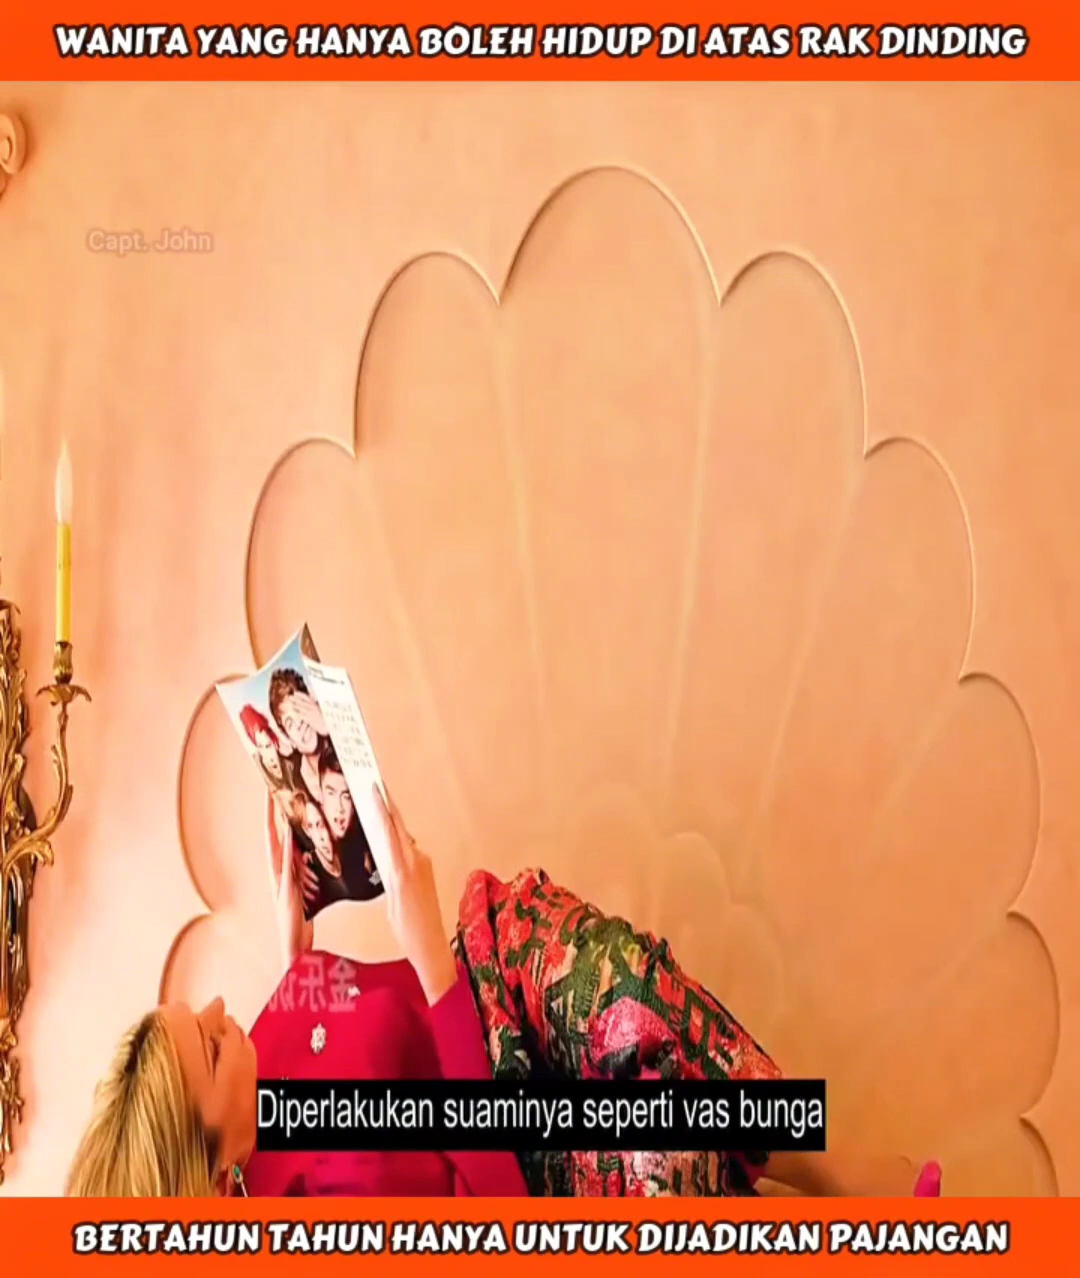 WANITA YANG HANYA BOLEH HIDUP DI ATAS RAK DINDING
Capt. John
Diperlakukan suaminya seperti vas bunga
BERTAHUN TAHUN HANYA UNTUK DIJADIKAN PAJANGAN